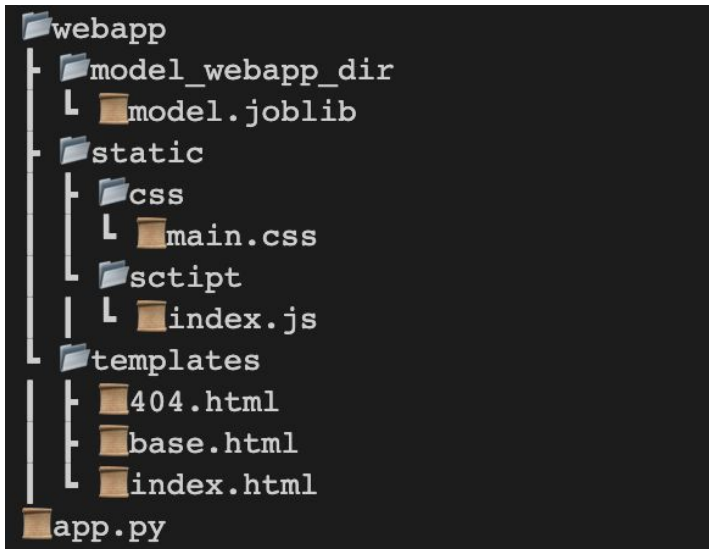 webapp
model_webapp_dir
model.joblib
static
css
main.css
sctipt
index.js
templates
404.html
base.html
index.html
app.py